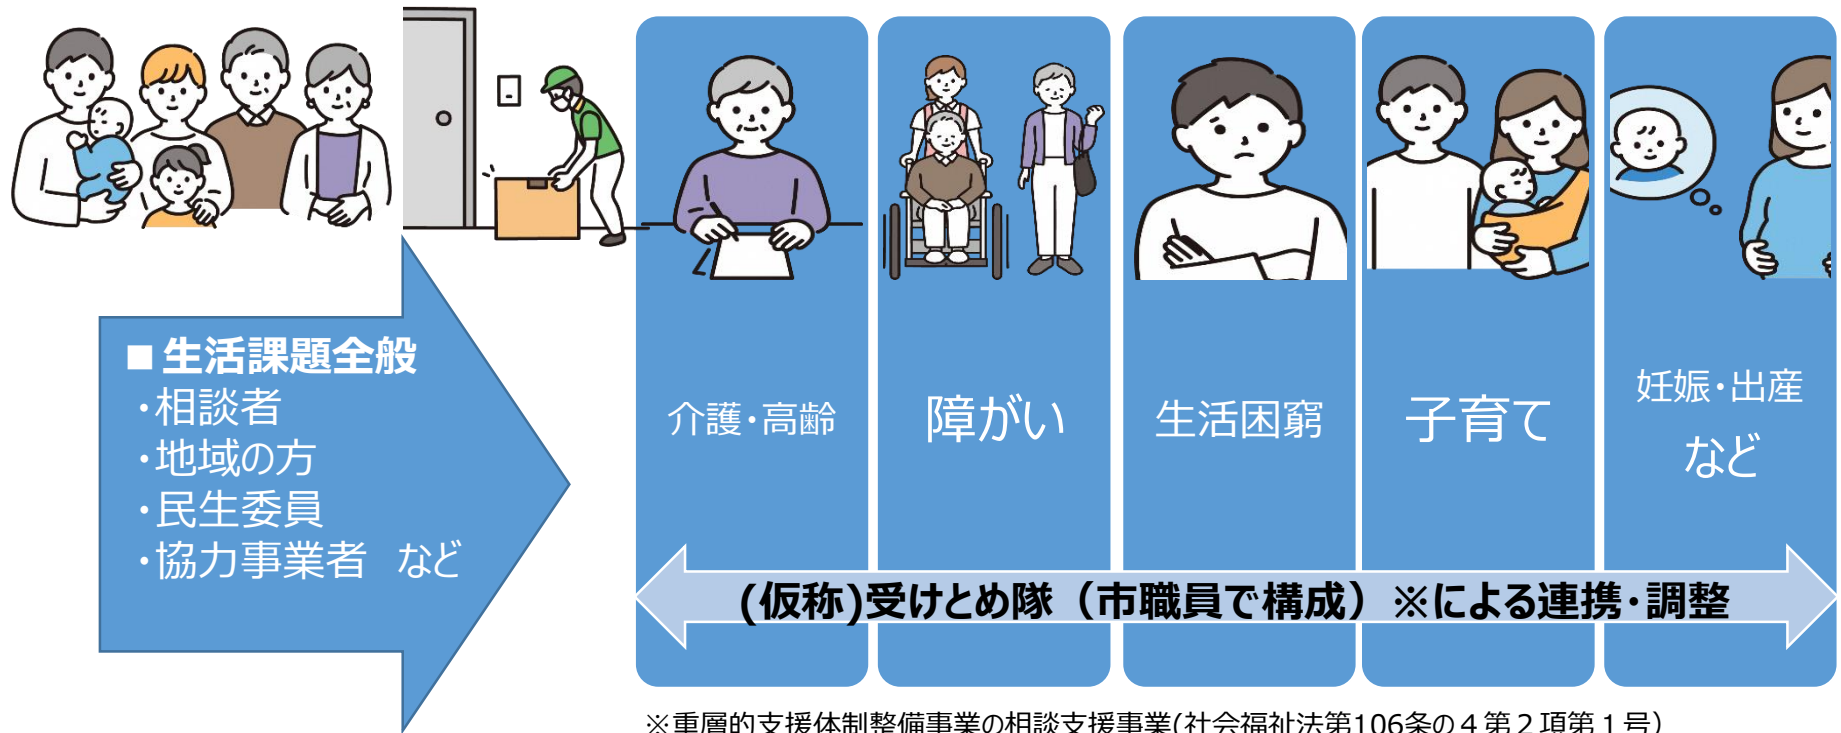 ■生活課題全般
・相談者
・地域の方
・民生委員
・協力事業者　など
介護・高齢
障がい
生活困窮
子育て
妊娠・出産
など
(仮称)受けとめ隊（市職員で構成）※による連携・調整
※重層的支援体制整備事業の相談支援事業(社会福祉法第106条の４第２項第１号）